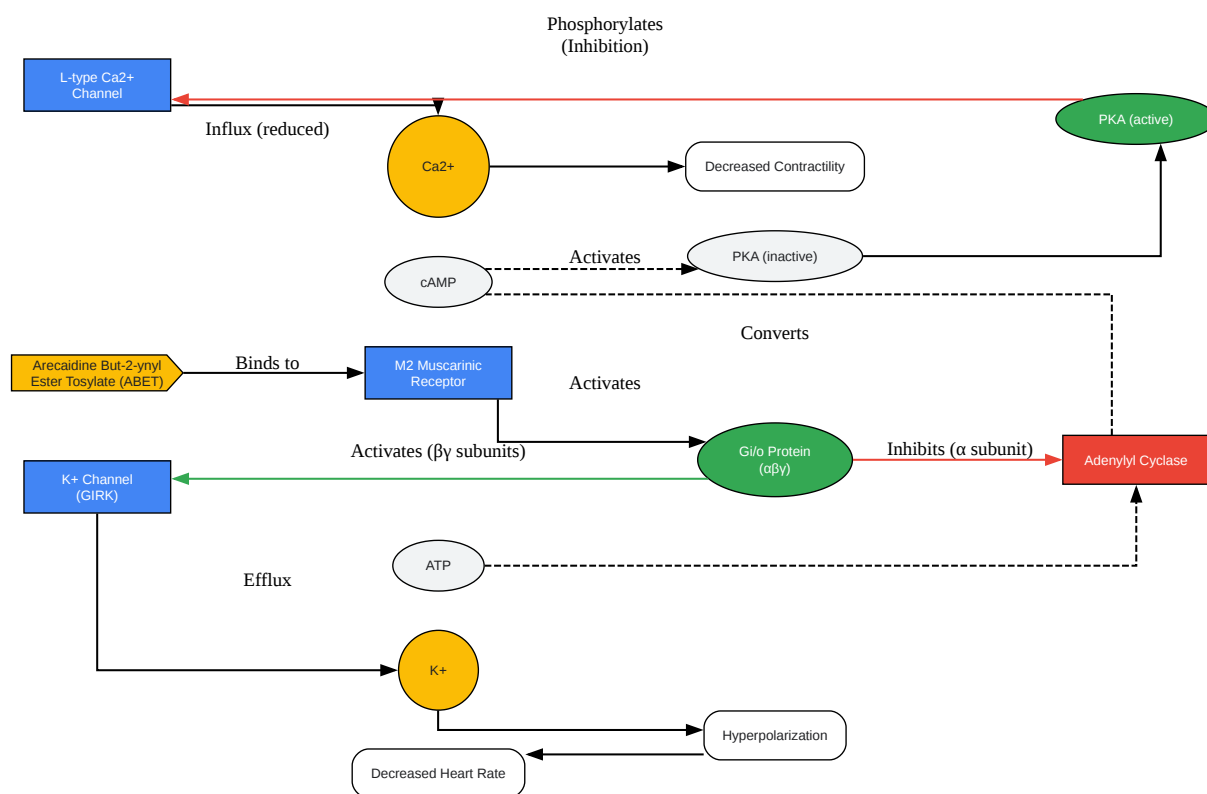 Phosphorylates
(Inhibition)
L-type Ca2+
Channel
PKA (active)
Influx (reduced)
Ca2+
Decreased Contractility
Activates
PKA (inactive)
cAMP
Converts
Arecaidine But-2-ynyl
Ester Tosylate (ABET)
Binds to
M2 Muscarinic
Receptor
Activates
Activates (βγ subunits)
Gi/o Protein
(αβγ)
Inhibits (α subunit)
Adenylyl Cyclase
K+ Channel
(GIRK)
ATP
Efflux
K+
Hyperpolarization
Decreased Heart Rate